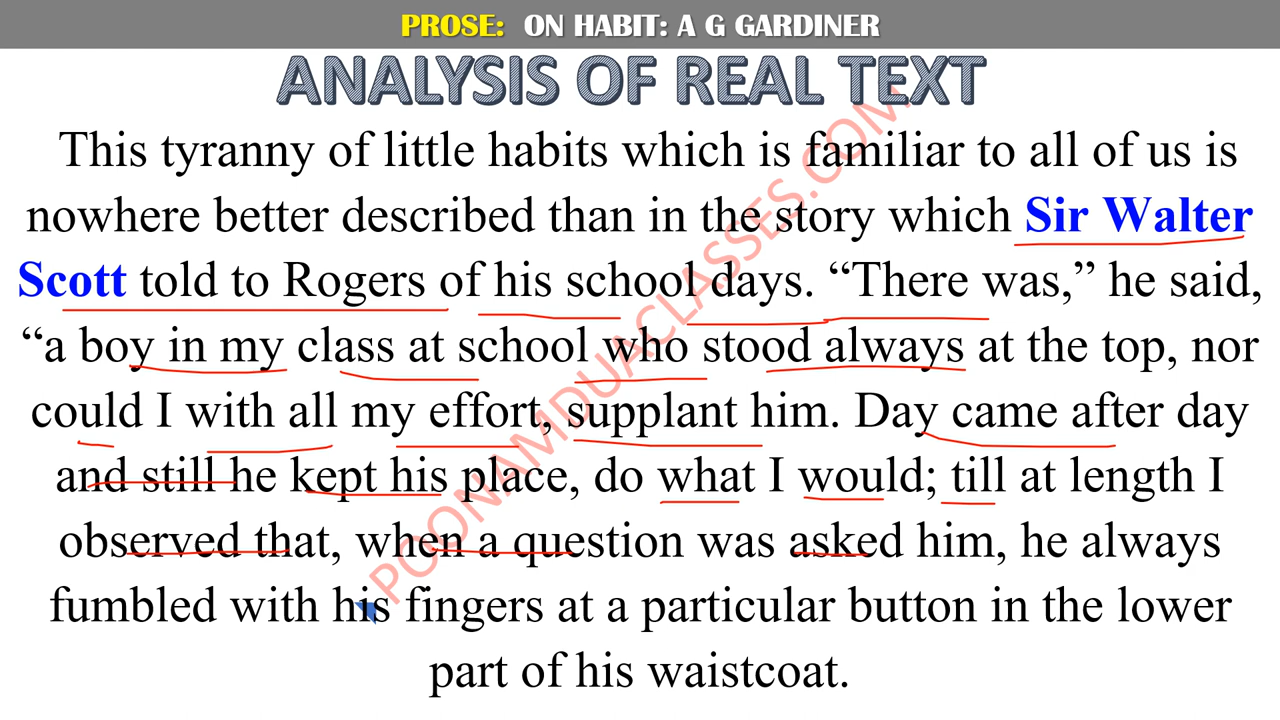 PROSE: ON HABIT: A G GARDINER
ANALYSIS OF REAL TEXT
This tyranny of little habits which is familiar to all of us is
nowhere better described than in the story which Sir Walter
Scott told to Rogers of his school days. “There was,” he said,
“a boy in my class at school who stood always at the top, nor
could I with all my effort, supplant him. Day came after day
and still he kept his place, do what I would; till at length I
observed that, when a question was asked him, he always
fumbled with his fingers at a particular button in the lower
part of his waistcoat.
POONAMDUACLASSES.COM